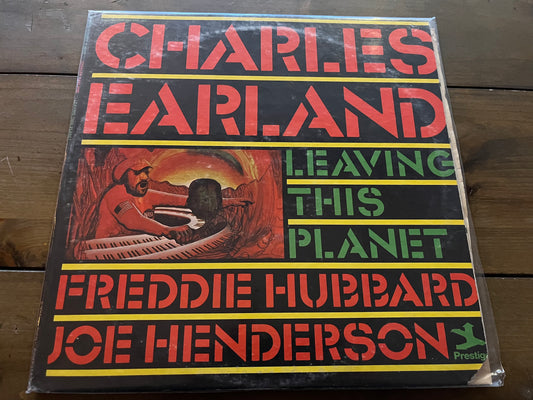 CHARLES
EARLAND
LEAVING
THIS
PLANET
FREDDIE HUBBARD
JOE HENDERSON
Prestige